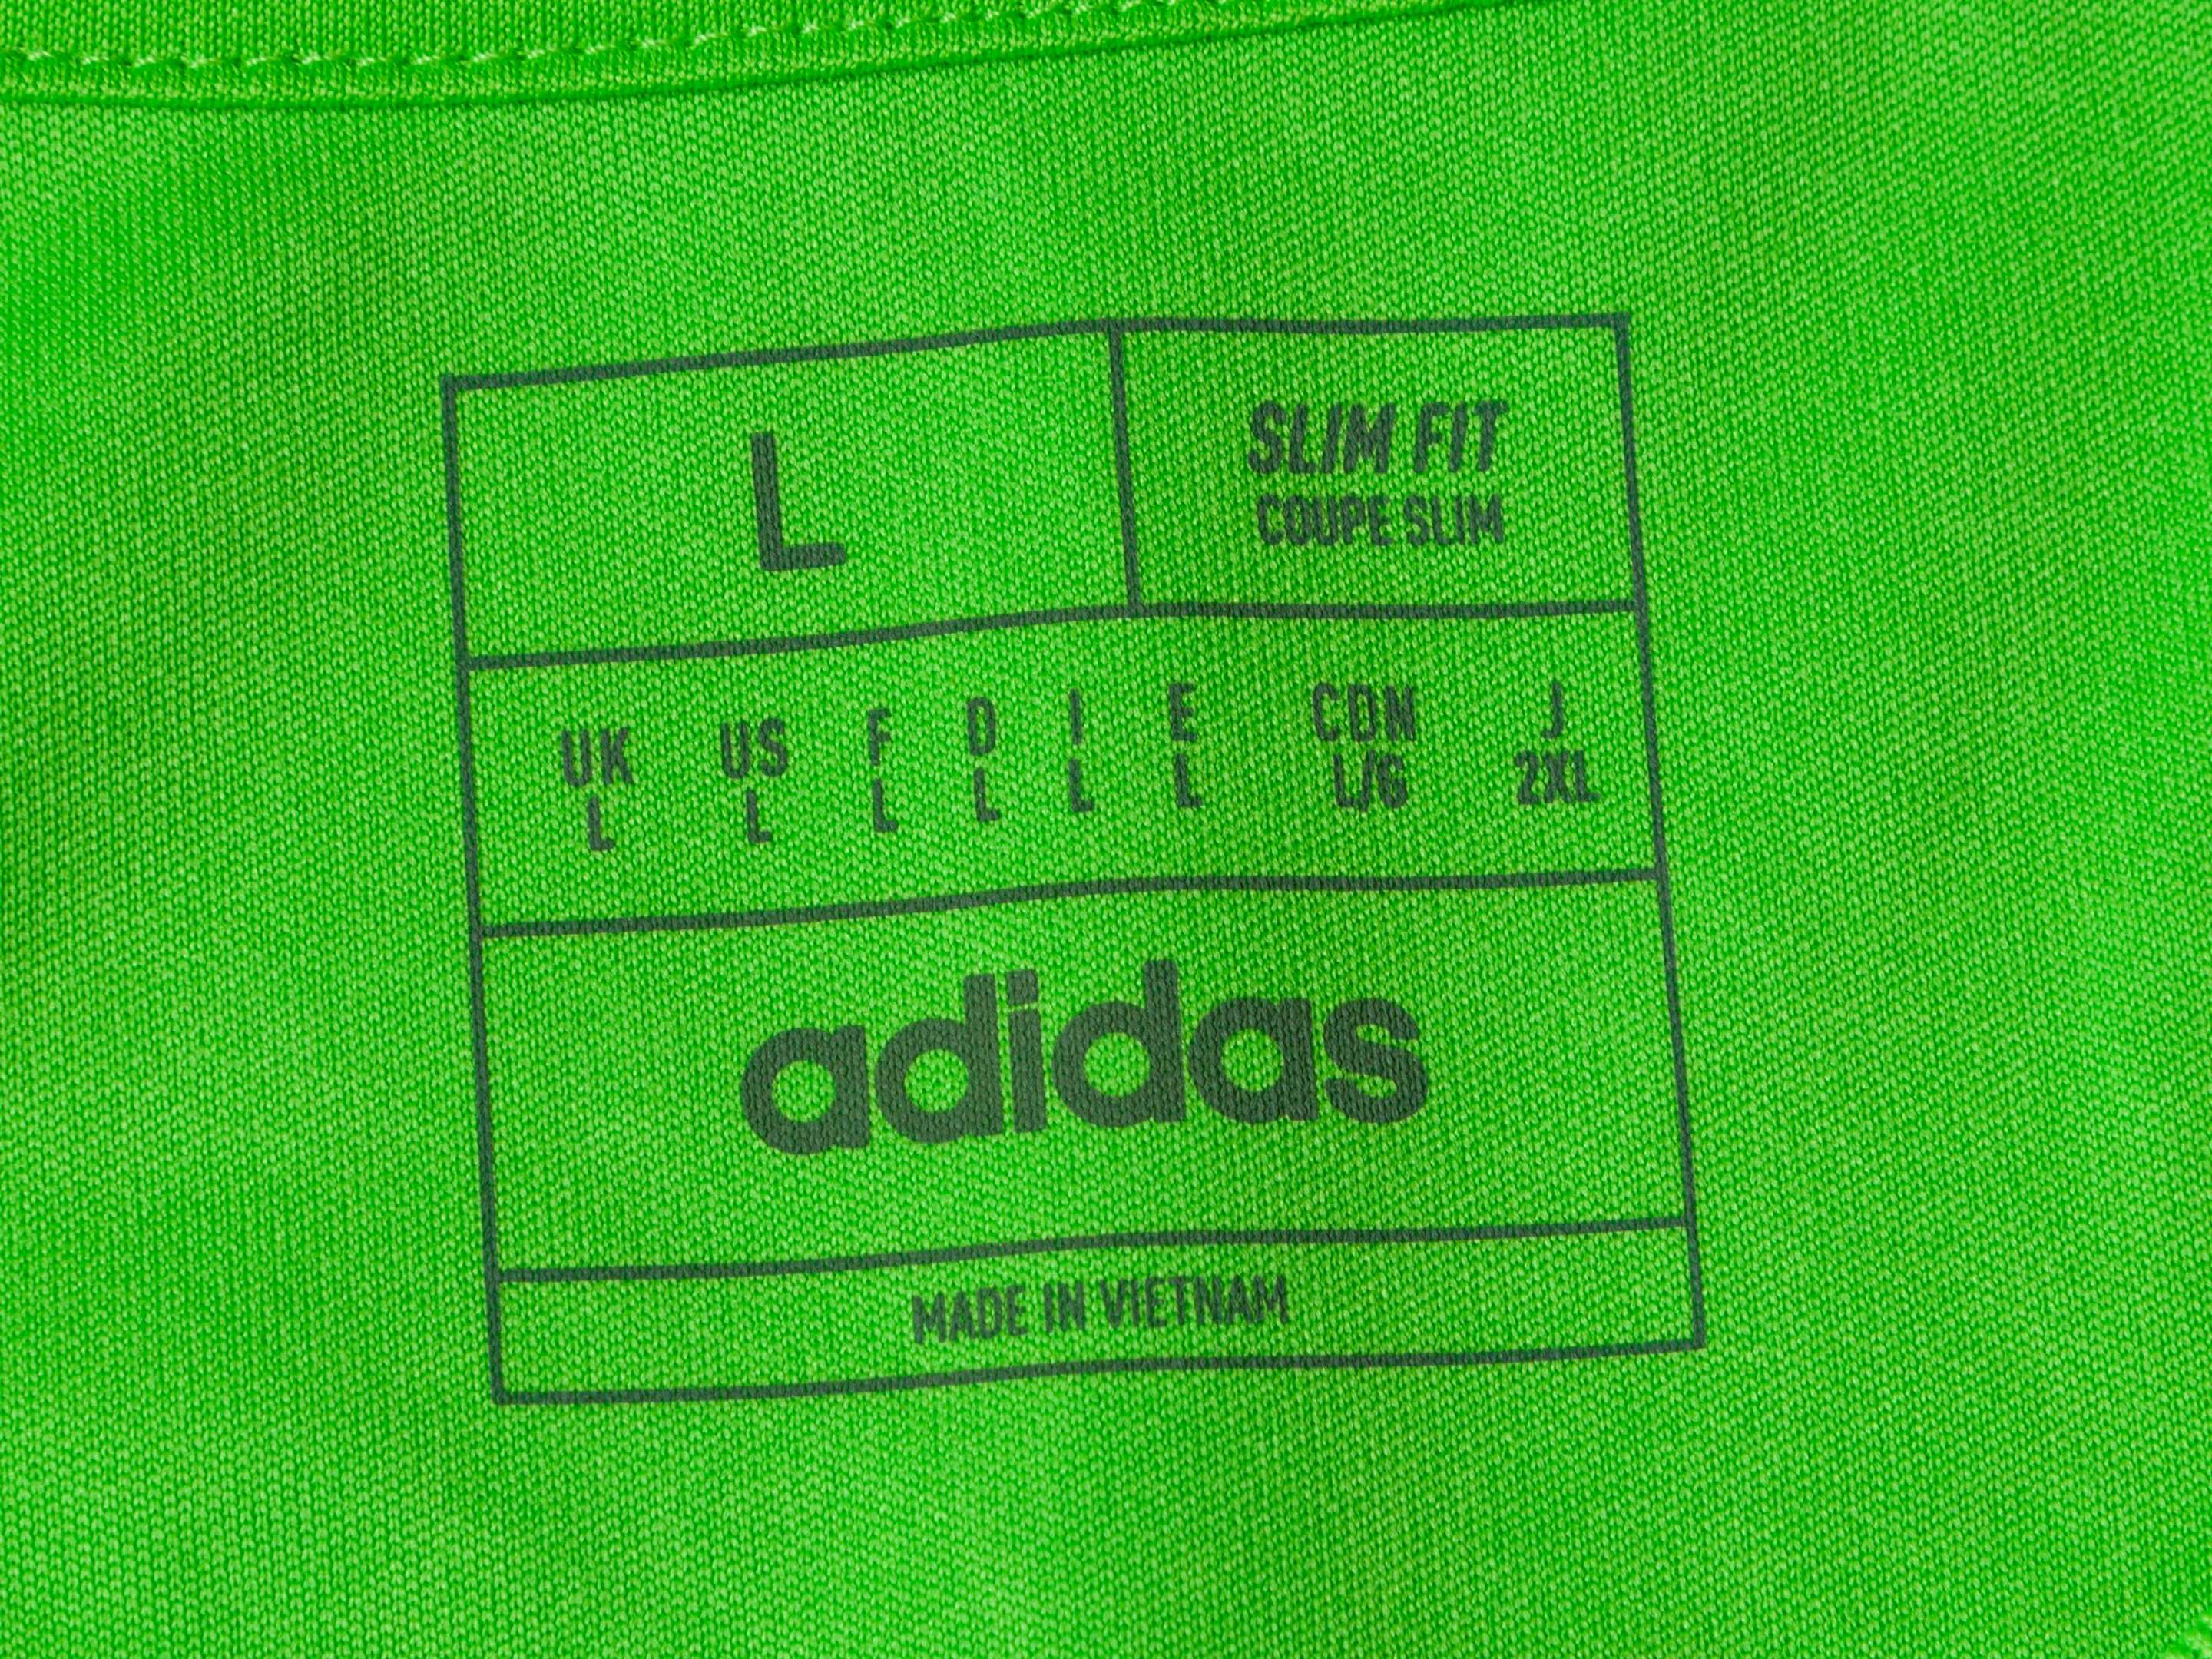 L
SLIM FIT
COUPE SLIM
UK US F D I E CDN J
L L L L L L L/G 2XL
adidas
MADE IN VIETNAM